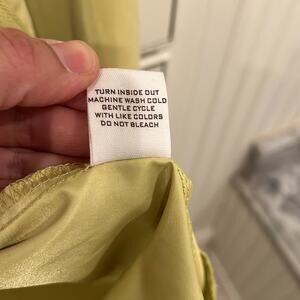 TURN INSIDE OUT
MACHINE WASH COLD
GENTLE CYCLE
WITH LIKE COLORS
DO NOT BLEACH